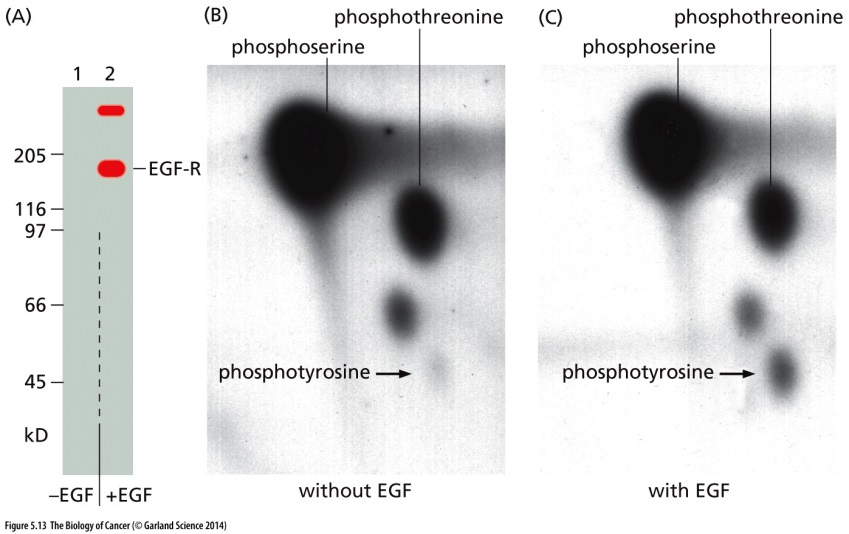 (A)
1 2
205
EGF-R
116
97
66
45
kD
–EGF +EGF
(B)
phosphothreonine
phosphoserine
phosphotyrosine
without EGF
(C)
phosphothreonine
phosphoserine
phosphotyrosine
with EGF
Figure 5.13 The Biology of Cancer (© Garland Science 2014)